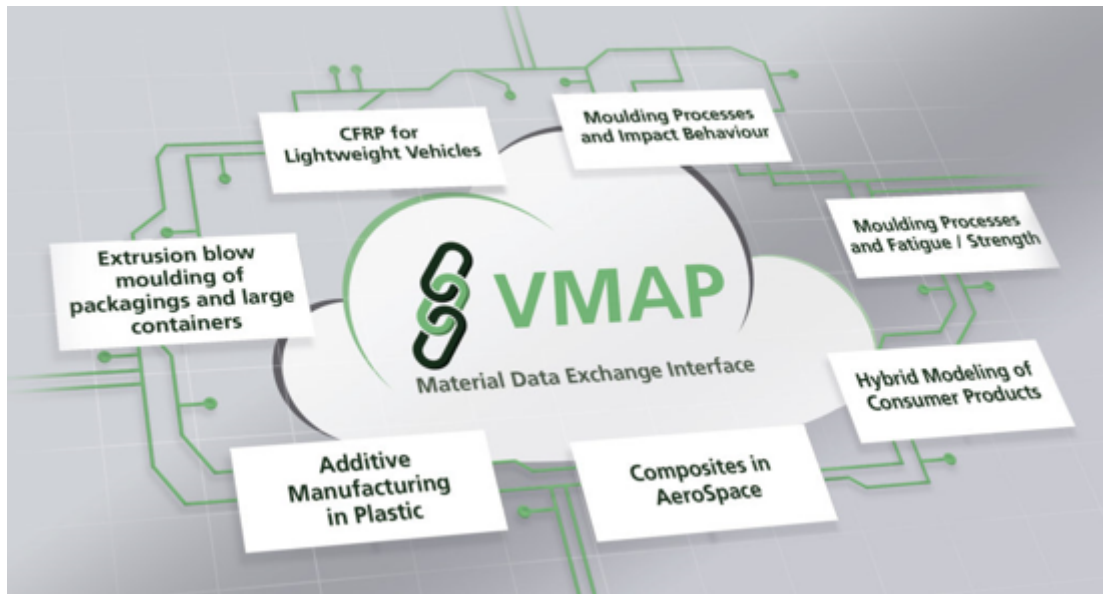 CFRP for
Lightweight Vehicles
Moulding Processes
and Impact Behaviour
Moulding Processes
and Fatigue / Strength
Extrusion blow
moulding of
packagings and large
containers
VMAP
Material Data Exchange Interface
Hybrid Modeling of
Consumer Products
Additive
Manufacturing
in Plastic
Composites in
AeroSpace